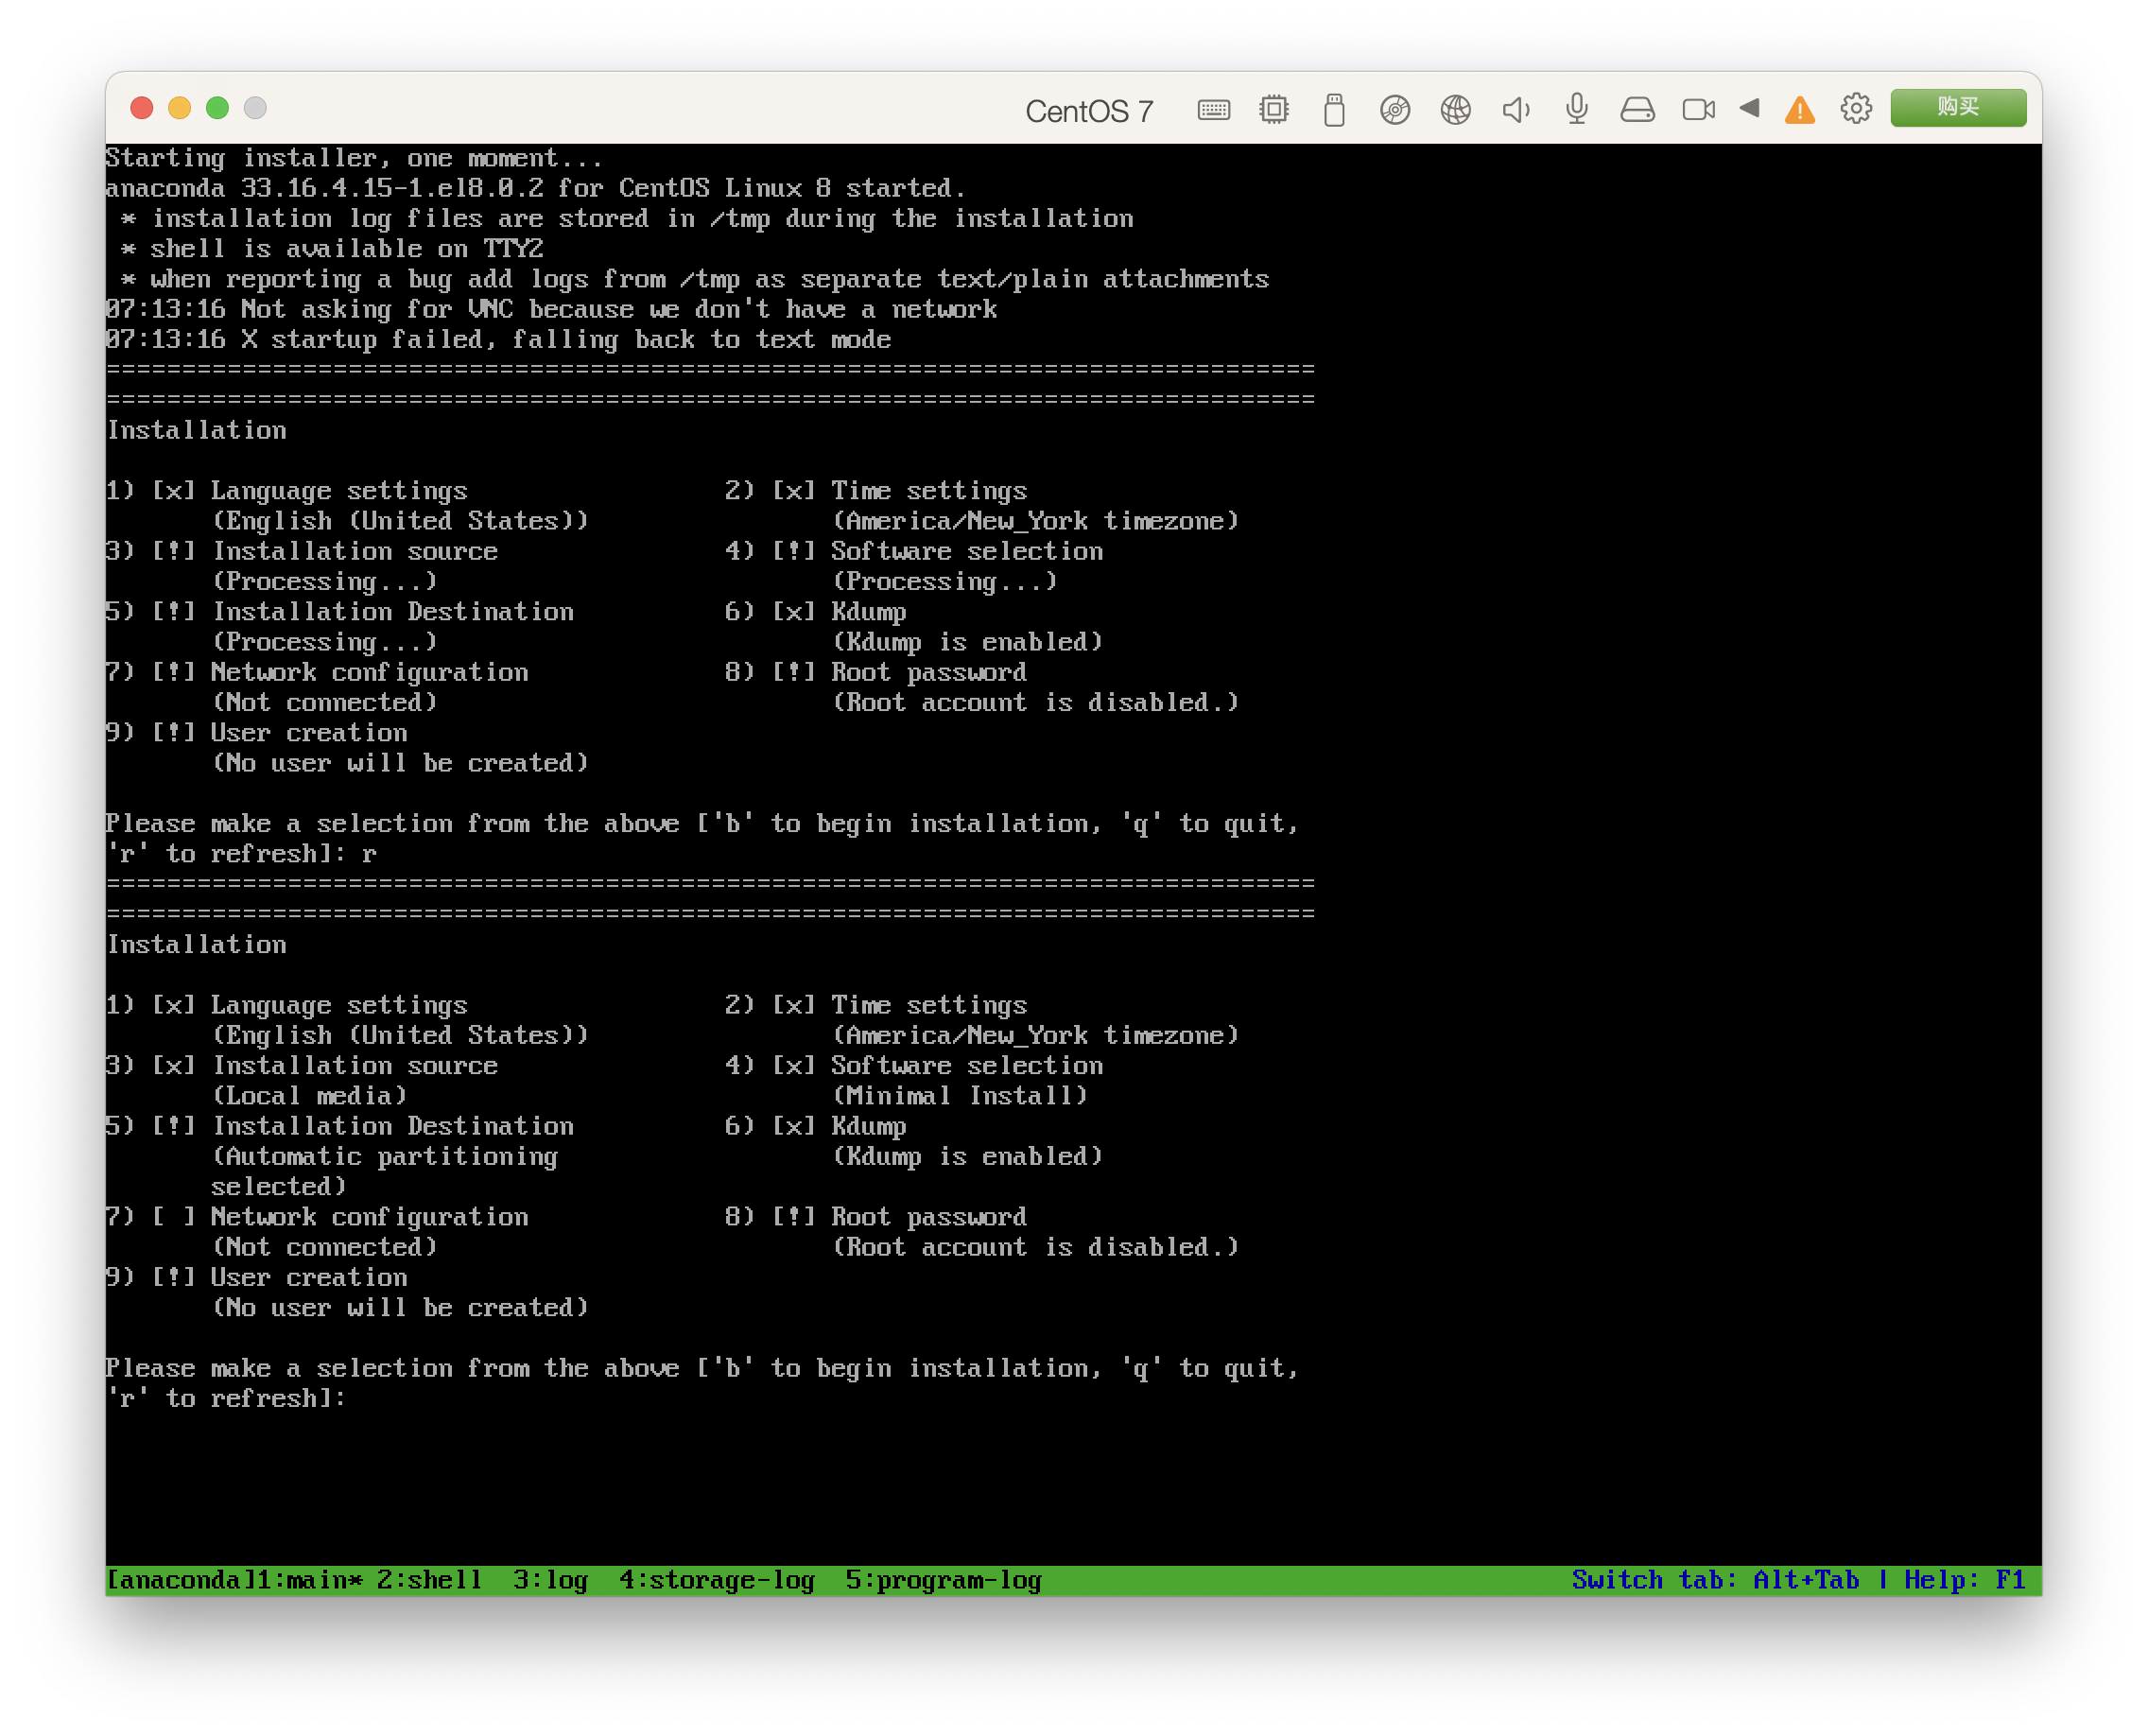 CentOS 7
购买
Starting installer, one moment...
anaconda 33.16.4.15-1.el8.0.2 for CentOS Linux 8 started.
 * installation log files are stored in /tmp during the installation
 * shell is available on TTY2
 * when reporting a bug add logs from /tmp as separate text/plain attachments
07:13:16 Not asking for VNC because we don't have a network
07:13:16 X startup failed, falling back to text mode
================================================================================
================================================================================
Installation
1) [x] Language settings                 2) [x] Time settings
       (English (United States))                (America/New_York timezone)
3) [!] Installation source               4) [!] Software selection
       (Processing...)                          (Processing...)
5) [!] Installation Destination          6) [x] Kdump
       (Processing...)                          (Kdump is enabled)
7) [!] Network configuration             8) [!] Root password
       (Not connected)                          (Root account is disabled.)
9) [!] User creation
       (No user will be created)
Please make a selection from the above ['b' to begin installation, 'q' to quit,
'r' to refresh]: r
================================================================================
================================================================================
Installation
1) [x] Language settings                 2) [x] Time settings
       (English (United States))                (America/New_York timezone)
3) [x] Installation source               4) [x] Software selection
       (Local media)                            (Minimal Install)
5) [!] Installation Destination          6) [x] Kdump
       (Automatic partitioning                  (Kdump is enabled)
       selected)
7) [ ] Network configuration             8) [!] Root password
       (Not connected)                          (Root account is disabled.)
9) [!] User creation
       (No user will be created)
Please make a selection from the above ['b' to begin installation, 'q' to quit,
'r' to refresh]:
[anaconda]1:main* 2:shell  3:log  4:storage-log  5:program-log    Switch tab: Alt+Tab | Help: F1